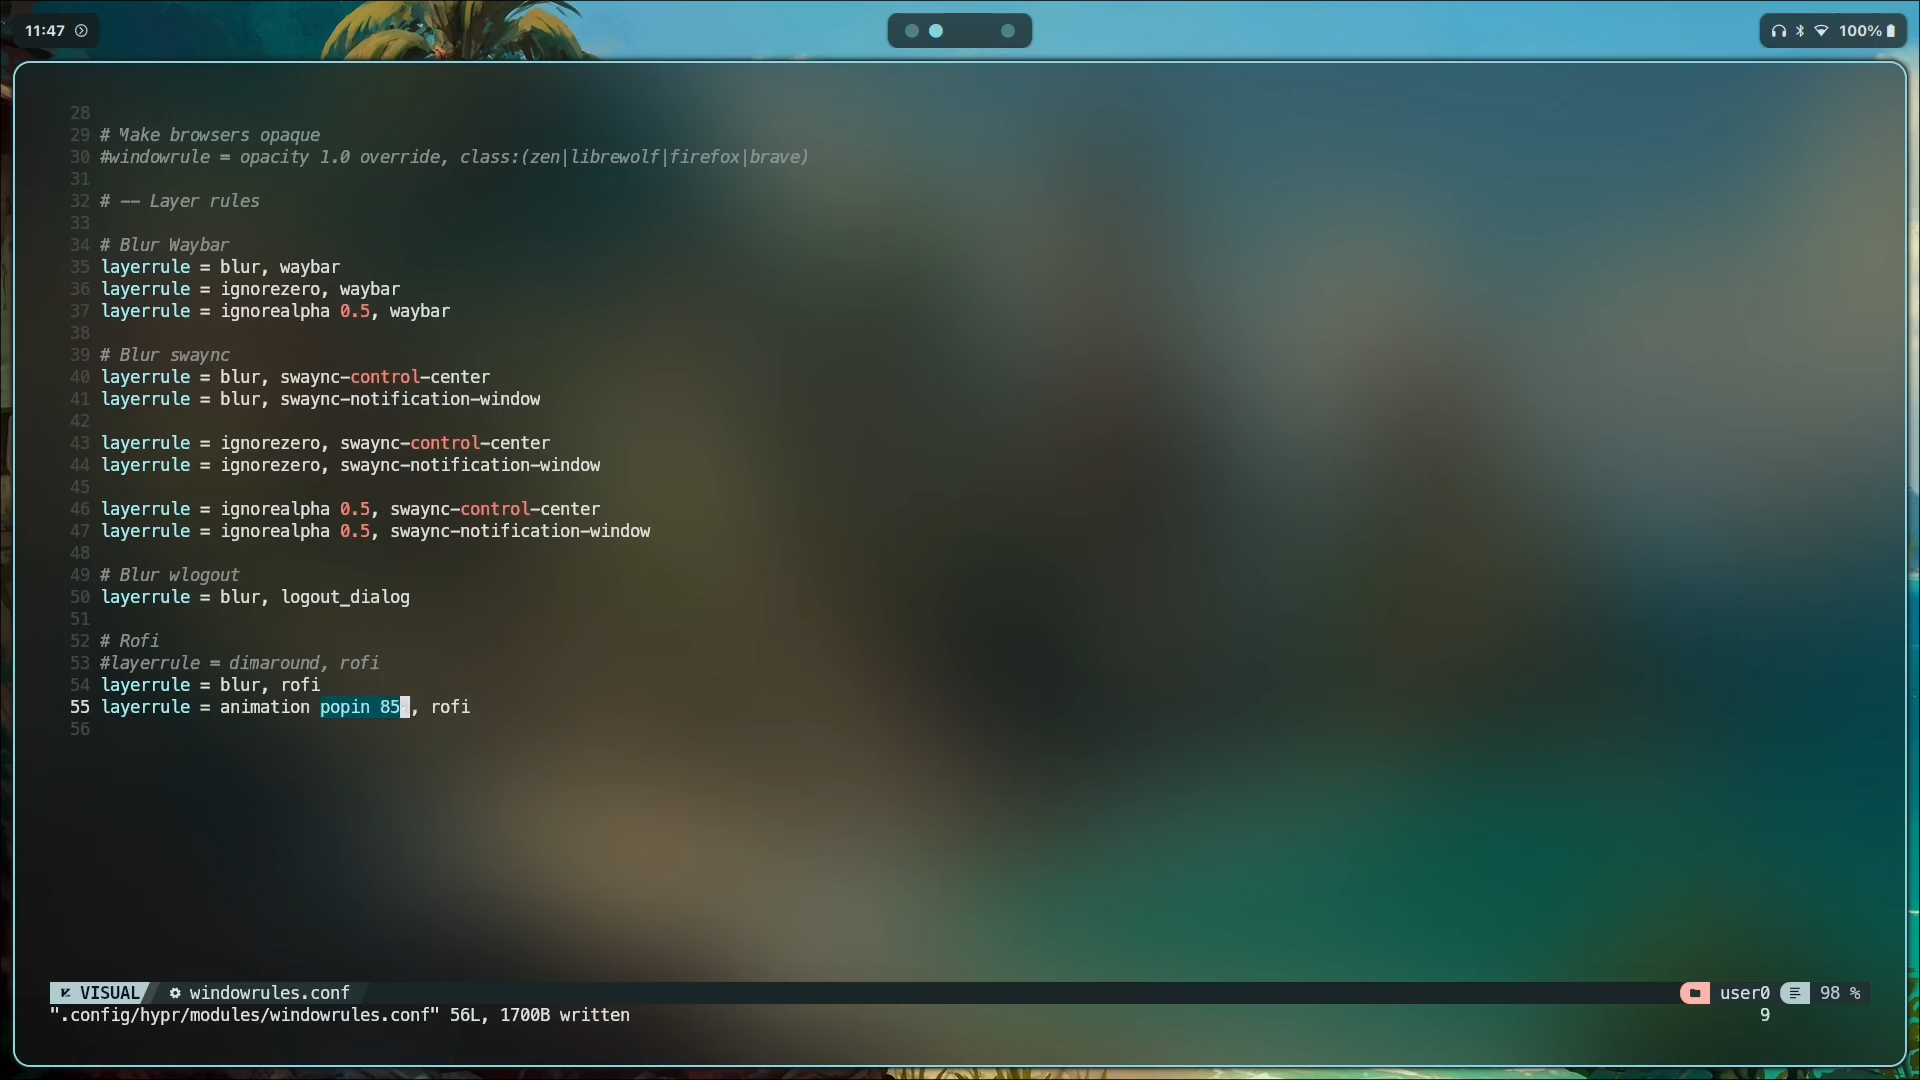 11:47
100%
28
29 # Make browsers opaque
30 #windowrule = opacity 1.0 override, class:(zen|librewolf|firefox|brave)
31
32 # -- Layer rules
33
34 # Blur Waybar
35 layerrule = blur, waybar
36 layerrule = ignorezero, waybar
37 layerrule = ignorealpha 0.5, waybar
38
39 # Blur swaync
40 layerrule = blur, swaync-control-center
41 layerrule = blur, swaync-notification-window
42
43 layerrule = ignorezero, swaync-control-center
44 layerrule = ignorezero, swaync-notification-window
45
46 layerrule = ignorealpha 0.5, swaync-control-center
47 layerrule = ignorealpha 0.5, swaync-notification-window
48
49 # Blur wlogout
50 layerrule = blur, logout_dialog
51
52 # Rofi
53 #layerrule = dimaround, rofi
54 layerrule = blur, rofi
55 layerrule = animation popin 85 , rofi
56
VISUAL windowrules.conf user0 98 %
".config/hypr/modules/windowrules.conf" 56L, 1700B written 9